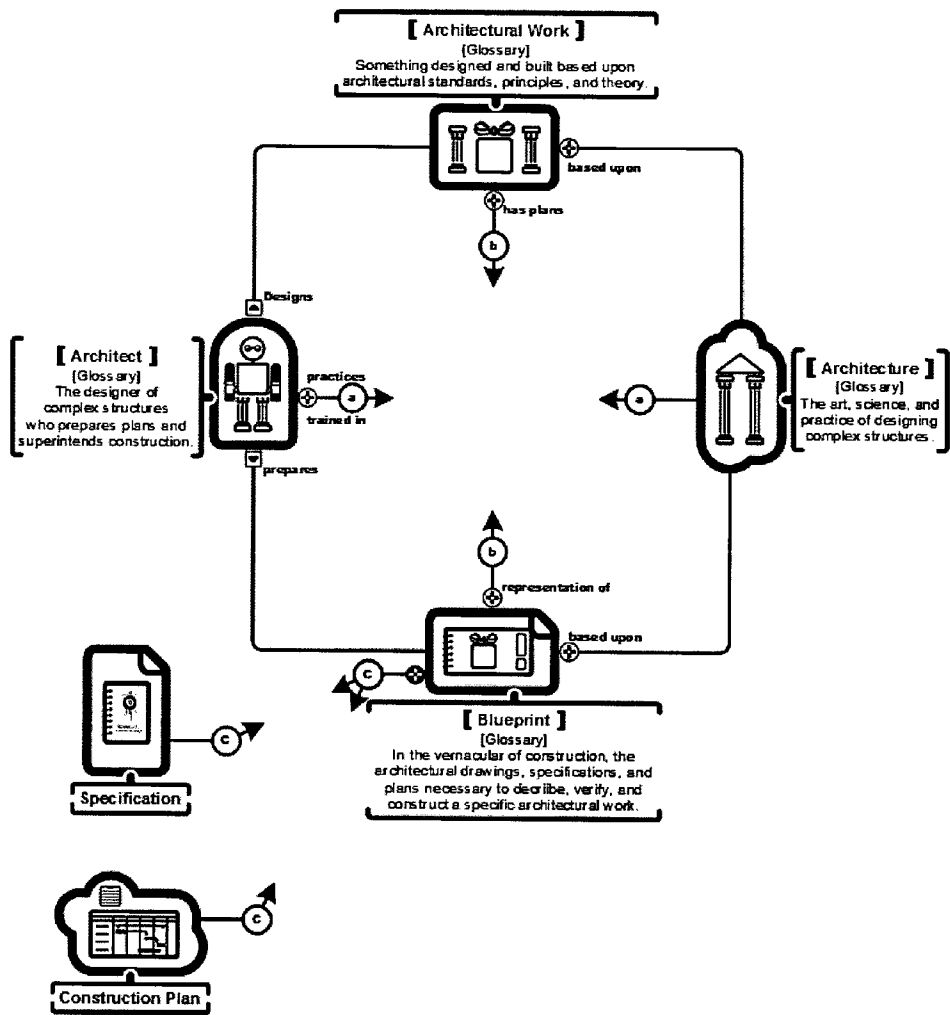 [ Architectural Work ]
[Glossary]
Something designed and built based upon
architectural standards, principles, and theory.
based upon
has plans
b
Designs
[ Architect ]
[Glossary]
The designer of
complex structures
who prepares plans and
superintends construction.
practices
a
trained in
prepares
a
[ Architecture ]
[Glossary]
The art, science, and
practice of designing
complex structures.
b
representation of
based upon
c
[ Blueprint ]
[Glossary]
In the vernacular of construction, the
architectural drawings, specifications, and
plans necessary to decriibe, verify, and
construct a specific architectural work.
c
Specification
c
Construction Plan